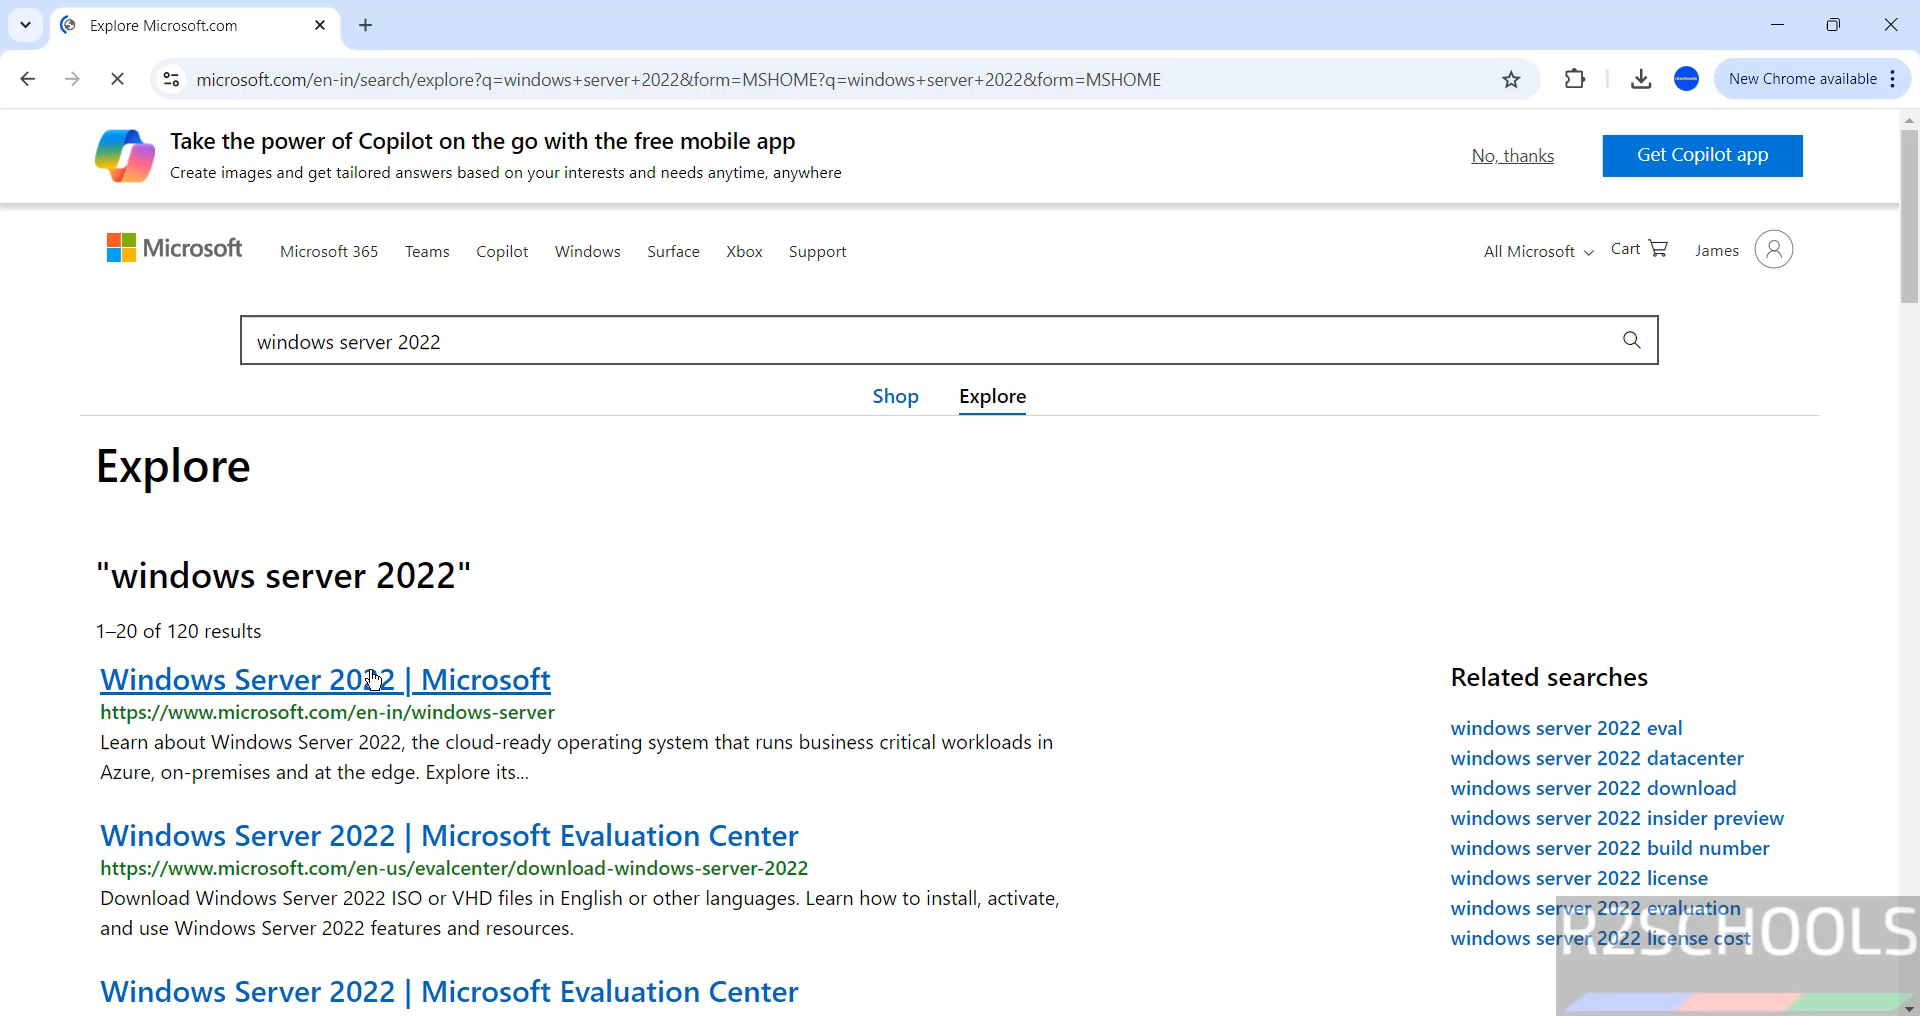 Explore Microsoft.com
microsoft.com/en-in/search/explore?q=windows+server+2022&form=MSHOME?q=windows+server+2022&form=MSHOME
New Chrome available
Take the power of Copilot on the go with the free mobile app
Create images and get tailored answers based on your interests and needs anytime, anywhere
No, thanks
Get Copilot app
Microsoft
Microsoft 365 Teams Copilot Windows Surface Xbox Support
All Microsoft Cart James
windows server 2022
Shop Explore
Explore
"windows server 2022"
1–20 of 120 results
Windows Server 2022 | Microsoft
https://www.microsoft.com/en-in/windows-server
Learn about Windows Server 2022, the cloud-ready operating system that runs business critical workloads in
Azure, on-premises and at the edge. Explore its...
Windows Server 2022 | Microsoft Evaluation Center
https://www.microsoft.com/en-us/evalcenter/download-windows-server-2022
Download Windows Server 2022 ISO or VHD files in English or other languages. Learn how to install, activate,
and use Windows Server 2022 features and resources.
Windows Server 2022 | Microsoft Evaluation Center
Related searches
windows server 2022 eval
windows server 2022 datacenter
windows server 2022 download
windows server 2022 insider preview
windows server 2022 build number
windows server 2022 license
windows server 2022 evaluation
windows server 2022 license cost
R2SCHOOLS